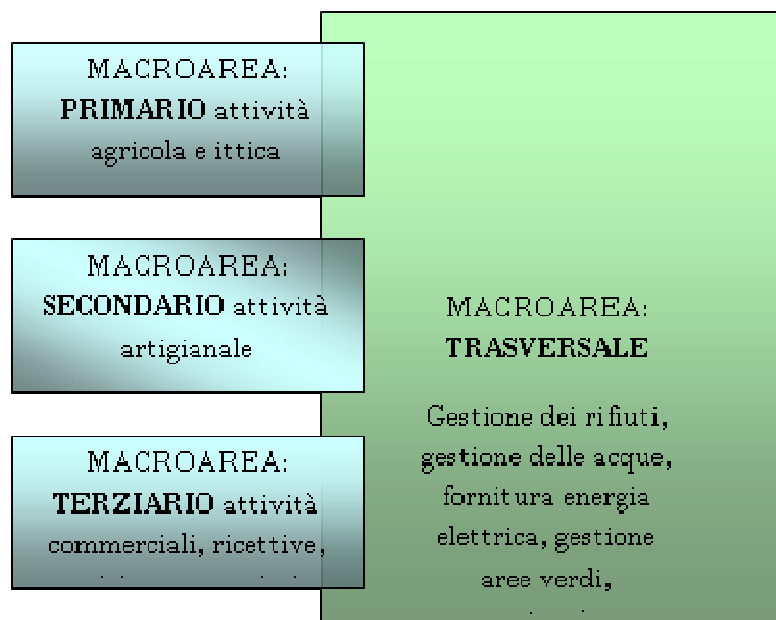 MACROAREA:
PRIMARIO attività
agricola e ittica
MACROAREA:
SECONDARIO attività
artigianale
MACROAREA:
TERZIARIO attività
commerciali, ricettive,
MACROAREA:
TRASVERSALE
Gestione dei rifiuti,
gestione delle acque,
fornitura energia
elettrica, gestione
aree verdi,